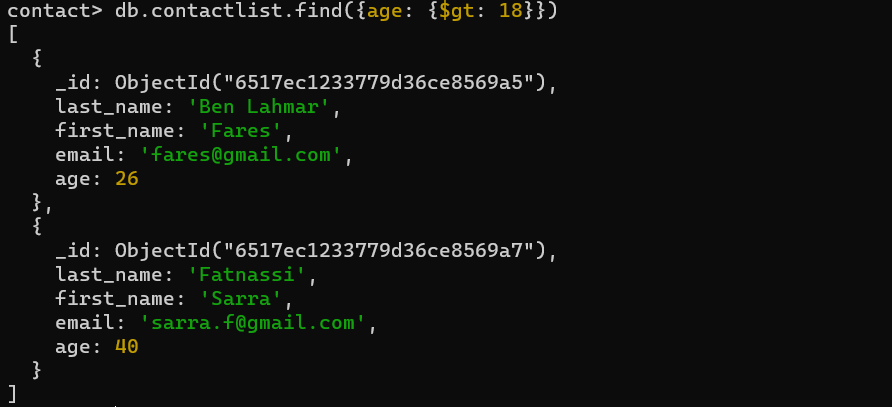 contact> db.contactlist.find({age: {$gt: 18}})
[
  {
    _id: ObjectId("6517ec1233779d36ce8569a5"),
    last_name: 'Ben Lahmar',
    first_name: 'Fares',
    email: 'fares@gmail.com',
    age: 26
  },
  {
    _id: ObjectId("6517ec1233779d36ce8569a7"),
    last_name: 'Fatnassi',
    first_name: 'Sarra',
    email: 'sarra.f@gmail.com',
    age: 40
  }
]